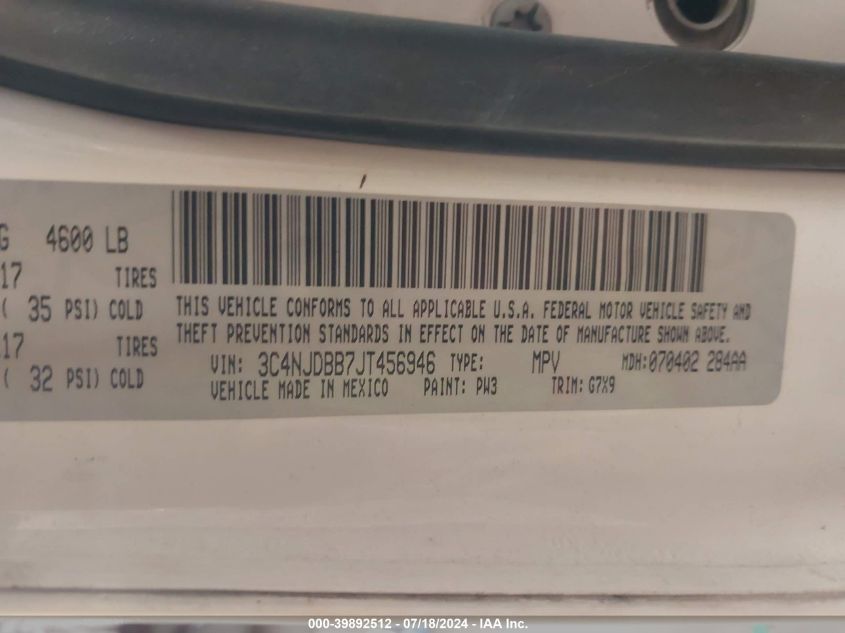 G 4600 LB
17 TIRES
( 35 PSI) COLD
17 TIRES
( 32 PSI) COLD
THIS VEHICLE CONFORMS TO ALL APPLICABLE U.S.A. FEDERAL MOTOR VEHICLE SAFETY AND
THEFT PREVENTION STANDARDS IN EFFECT ON THE DATE OF MANUFACTURE SHOWN ABOVE.
VIN: 3C4NJDBB7JT456946 TYPE: MPV MDH:070402 284AA
VEHICLE MADE IN MEXICO PAINT: PW3 TRIM: G7X9
000-39892512 - 07/18/2024 - IAA Inc.